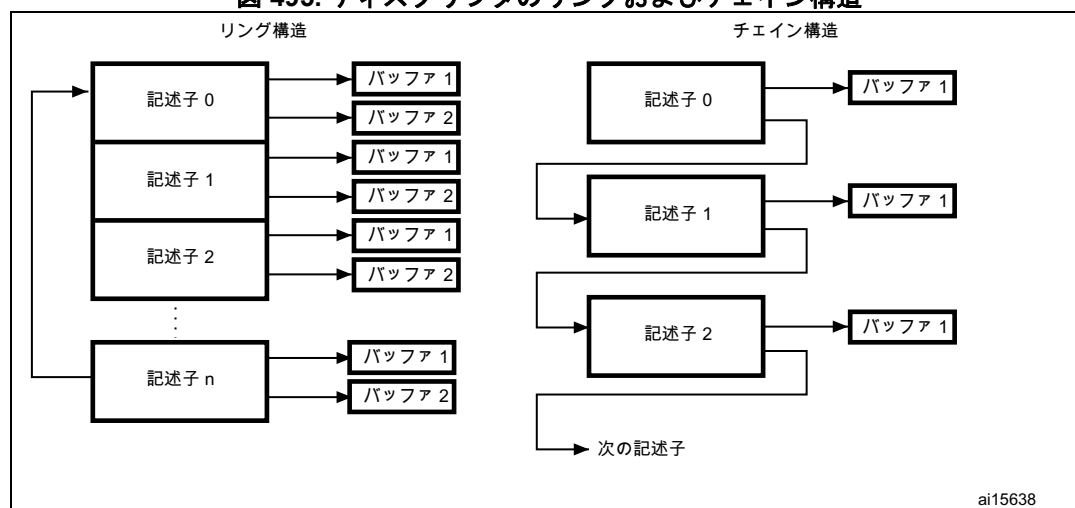 リング構造
チェイン構造
記述子 0
バッファ 1
バッファ 2
記述子 1
バッファ 1
バッファ 2
記述子 2
バッファ 1
バッファ 2
記述子 n
バッファ 1
バッファ 2
記述子 0
バッファ 1
記述子 1
バッファ 1
記述子 2
バッファ 1
次の記述子
ai15638